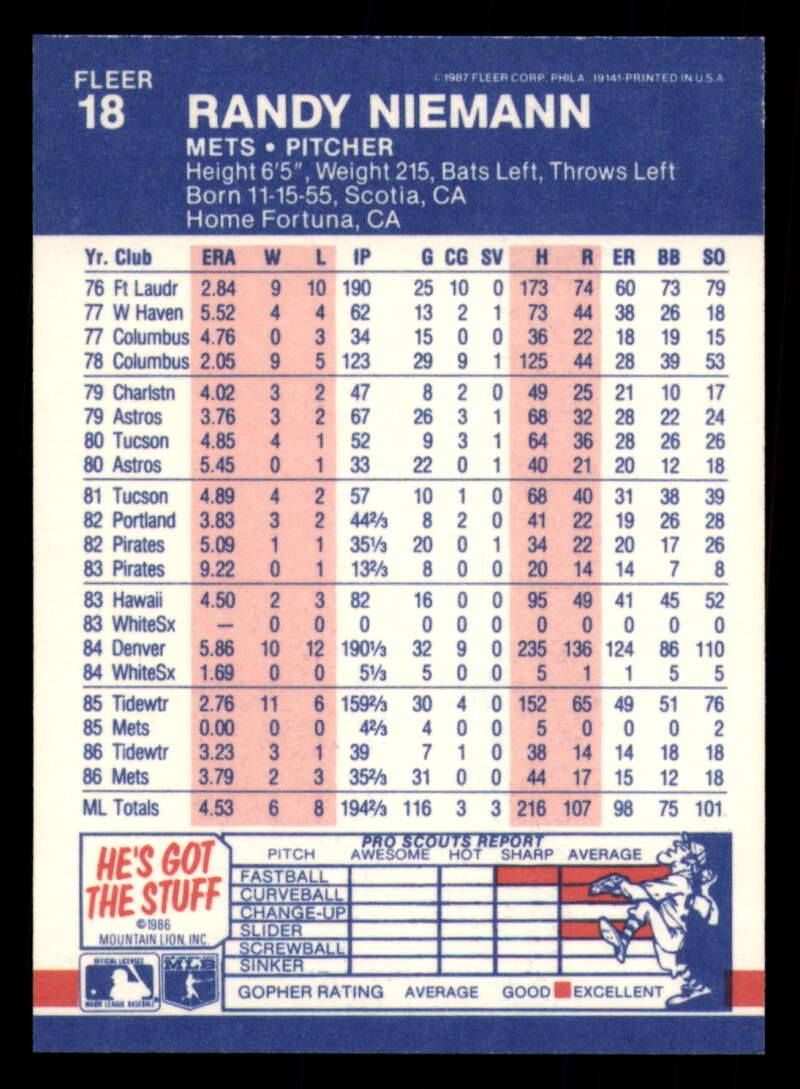 FLEER
18
© 1987 FLEER CORP. PHILA. 19141-PRINTED IN U.S.A
RANDY NIEMANN
METS • PITCHER
Height 6'5", Weight 215, Bats Left, Throws Left
Born 11-15-55, Scotia, CA
Home Fortuna, CA
Yr. Club ERA W L IP G CG SV H R ER BB SO
76 Ft Laudr 2.84 9 10 190 25 10 0 173 74 60 73 79
77 W Haven 5.52 4 4 62 13 2 1 73 44 38 26 18
77 Columbus 4.76 0 3 34 15 0 0 36 22 18 19 15
78 Columbus 2.05 9 5 123 29 9 1 125 44 28 39 53
79 Charlstn 4.02 3 2 47 8 2 0 49 25 21 10 17
79 Astros 3.76 3 2 67 26 3 1 68 32 28 22 24
80 Tucson 4.85 4 1 52 9 3 1 64 36 28 26 26
80 Astros 5.45 0 1 33 22 0 1 40 21 20 12 18
81 Tucson 4.89 4 2 57 10 1 0 68 40 31 38 39
82 Portland 3.83 3 2 44⅔ 8 2 0 41 22 19 26 28
82 Pirates 5.09 1 1 35⅓ 20 0 1 34 22 20 17 26
83 Pirates 9.22 0 1 13⅔ 8 0 0 20 14 14 7 8
83 Hawaii 4.50 2 3 82 16 0 0 95 49 41 45 52
83 WhiteSx — 0 0 0 0 0 0 0 0 0 0 0
84 Denver 5.86 10 12 190⅓ 32 9 0 235 136 124 86 110
84 WhiteSx 1.69 0 0 5⅓ 5 0 0 5 1 1 5 5
85 Tidewtr 2.76 11 6 159⅔ 30 4 0 152 65 49 51 76
85 Mets 0.00 0 0 4⅔ 4 0 0 5 0 0 0 2
86 Tidewtr 3.23 3 1 39 7 1 0 38 14 14 18 18
86 Mets 3.79 2 3 35⅔ 31 0 0 44 17 15 12 18
ML Totals 4.53 6 8 194⅔ 116 3 3 216 107 98 75 101
HE'S GOT
THE STUFF
©1986
MOUNTAIN LION, INC.
OFFICIAL LICENSEE
MAJOR LEAGUE BASEBALL
MLB
PRO SCOUTS REPORT
PITCH AWESOME HOT SHARP AVERAGE
FASTBALL
CURVEBALL
CHANGE-UP
SLIDER
SCREWBALL
SINKER
GOPHER RATING AVERAGE GOOD EXCELLENT